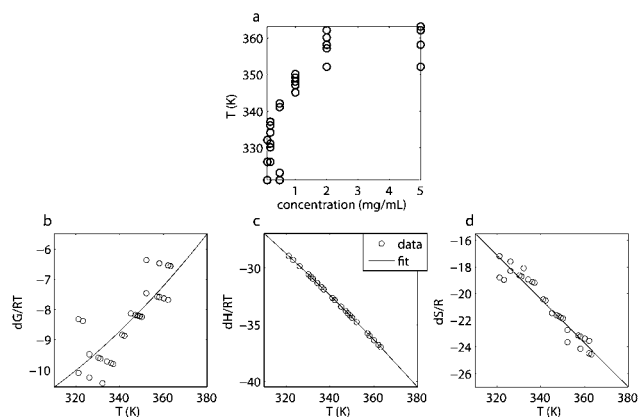 a
360
350
340
330
T (K)
1 2 3 4 5
concentration (mg/mL)
b
−6
−7
−8
−9
−10
dG/RT
320 340 360 380
T (K)
c
data
fit
−30
−35
−40
dH/RT
320 340 360 380
T (K)
d
−16
−18
−20
−22
−24
−26
dS/R
320 340 360 380
T (K)